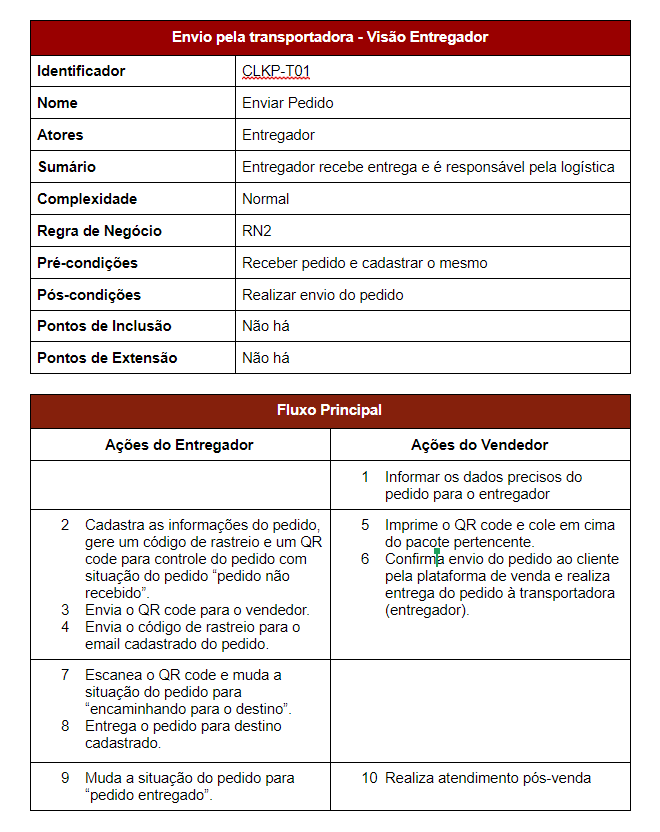 Envio pela transportadora - Visão Entregador
Identificador CLKP-T01
Nome Enviar Pedido
Atores Entregador
Sumário Entregador recebe entrega e é responsável pela logística
Complexidade Normal
Regra de Negócio RN2
Pré-condições Receber pedido e cadastrar o mesmo
Pós-condições Realizar envio do pedido
Pontos de Inclusão Não há
Pontos de Extensão Não há
Fluxo Principal
Ações do Entregador Ações do Vendedor
1 Informar os dados precisos do
pedido para o entregador
2 Cadastra as informações do pedido,
gere um código de rastreio e um QR
code para controle do pedido com
situação do pedido “pedido não
recebido”.
3 Envia o QR code para o vendedor.
4 Envia o código de rastreio para o
email cadastrado do pedido.
5 Imprime o QR code e cole em cima
do pacote pertencente.
6 Confirma envio do pedido ao cliente
pela plataforma de venda e realiza
entrega do pedido à transportadora
(entregador).
7 Escanea o QR code e muda a
situação do pedido para
“encaminhando para o destino”.
8 Entrega o pedido para destino
cadastrado.
9 Muda a situação do pedido para
“pedido entregado”.
10 Realiza atendimento pós-venda